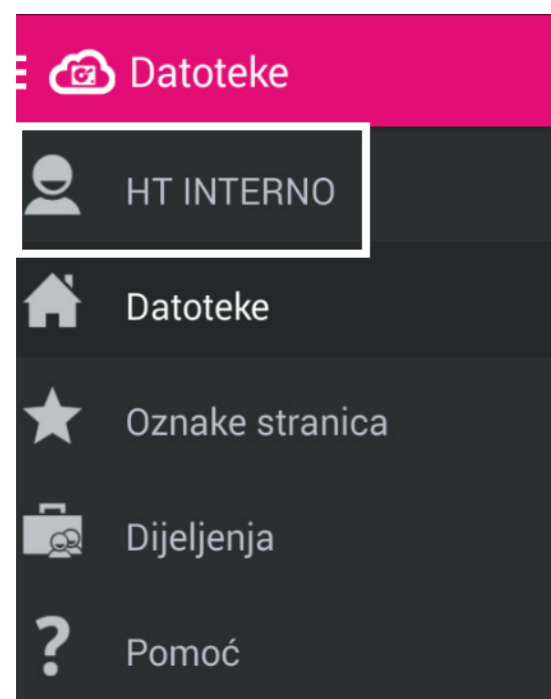 Datoteke
HT INTERNO
Datoteke
Oznake stranica
Dijeljenja
Pomoć